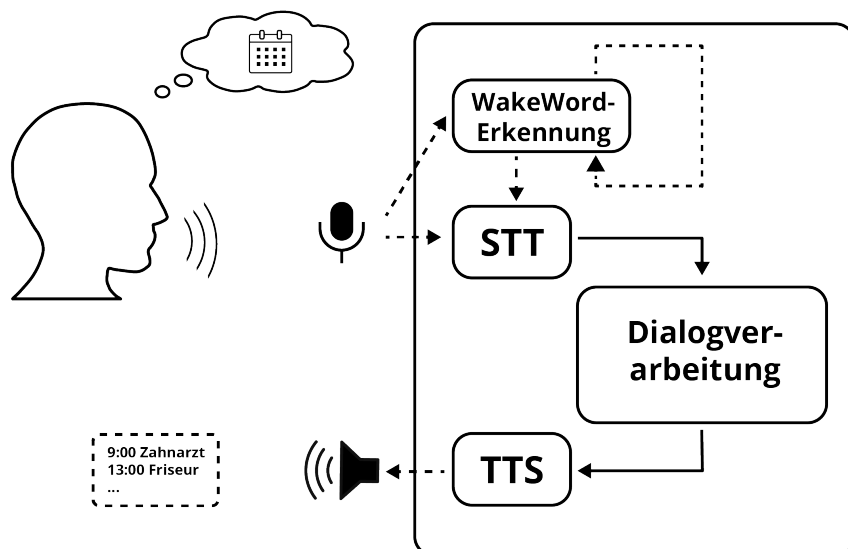 WakeWord-
Erkennung
STT
Dialogver-
arbeitung
TTS
9:00 Zahnarzt
13:00 Friseur
...